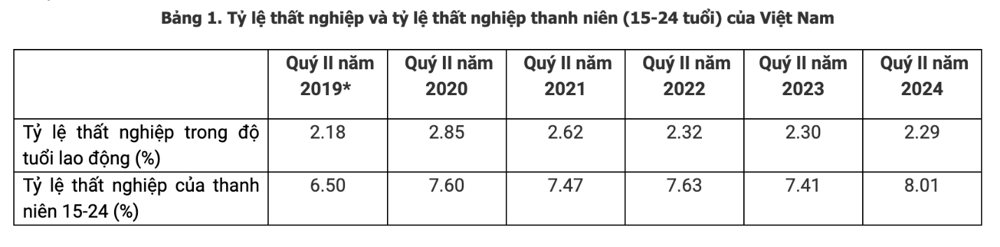 Bảng 1. Tỷ lệ thất nghiệp và tỷ lệ thất nghiệp thanh niên (15-24 tuổi) của Việt Nam
Quý II năm 2019*
Quý II năm 2020
Quý II năm 2021
Quý II năm 2022
Quý II năm 2023
Quý II năm 2024
Tỷ lệ thất nghiệp trong độ
tuổi lao động (%)
2.18 2.85 2.62 2.32 2.30 2.29
Tỷ lệ thất nghiệp của thanh
niên 15-24 (%)
6.50 7.60 7.47 7.63 7.41 8.01